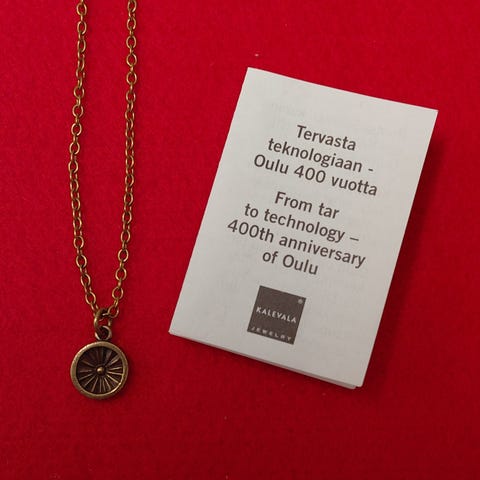 Tervasta
teknologiaan -
Oulu 400 vuotta
From tar
to technology –
400th anniversary
of Oulu
®
KALEVALA
JEWELRY